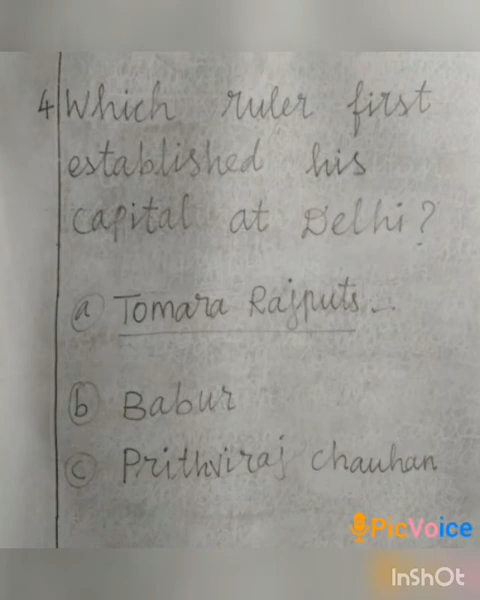 4 Which ruler first
established his
capital at Delhi?
a Tomara Rajputs -
b Babur
c Prithviraj Chauhan
PicVoice
InShOt